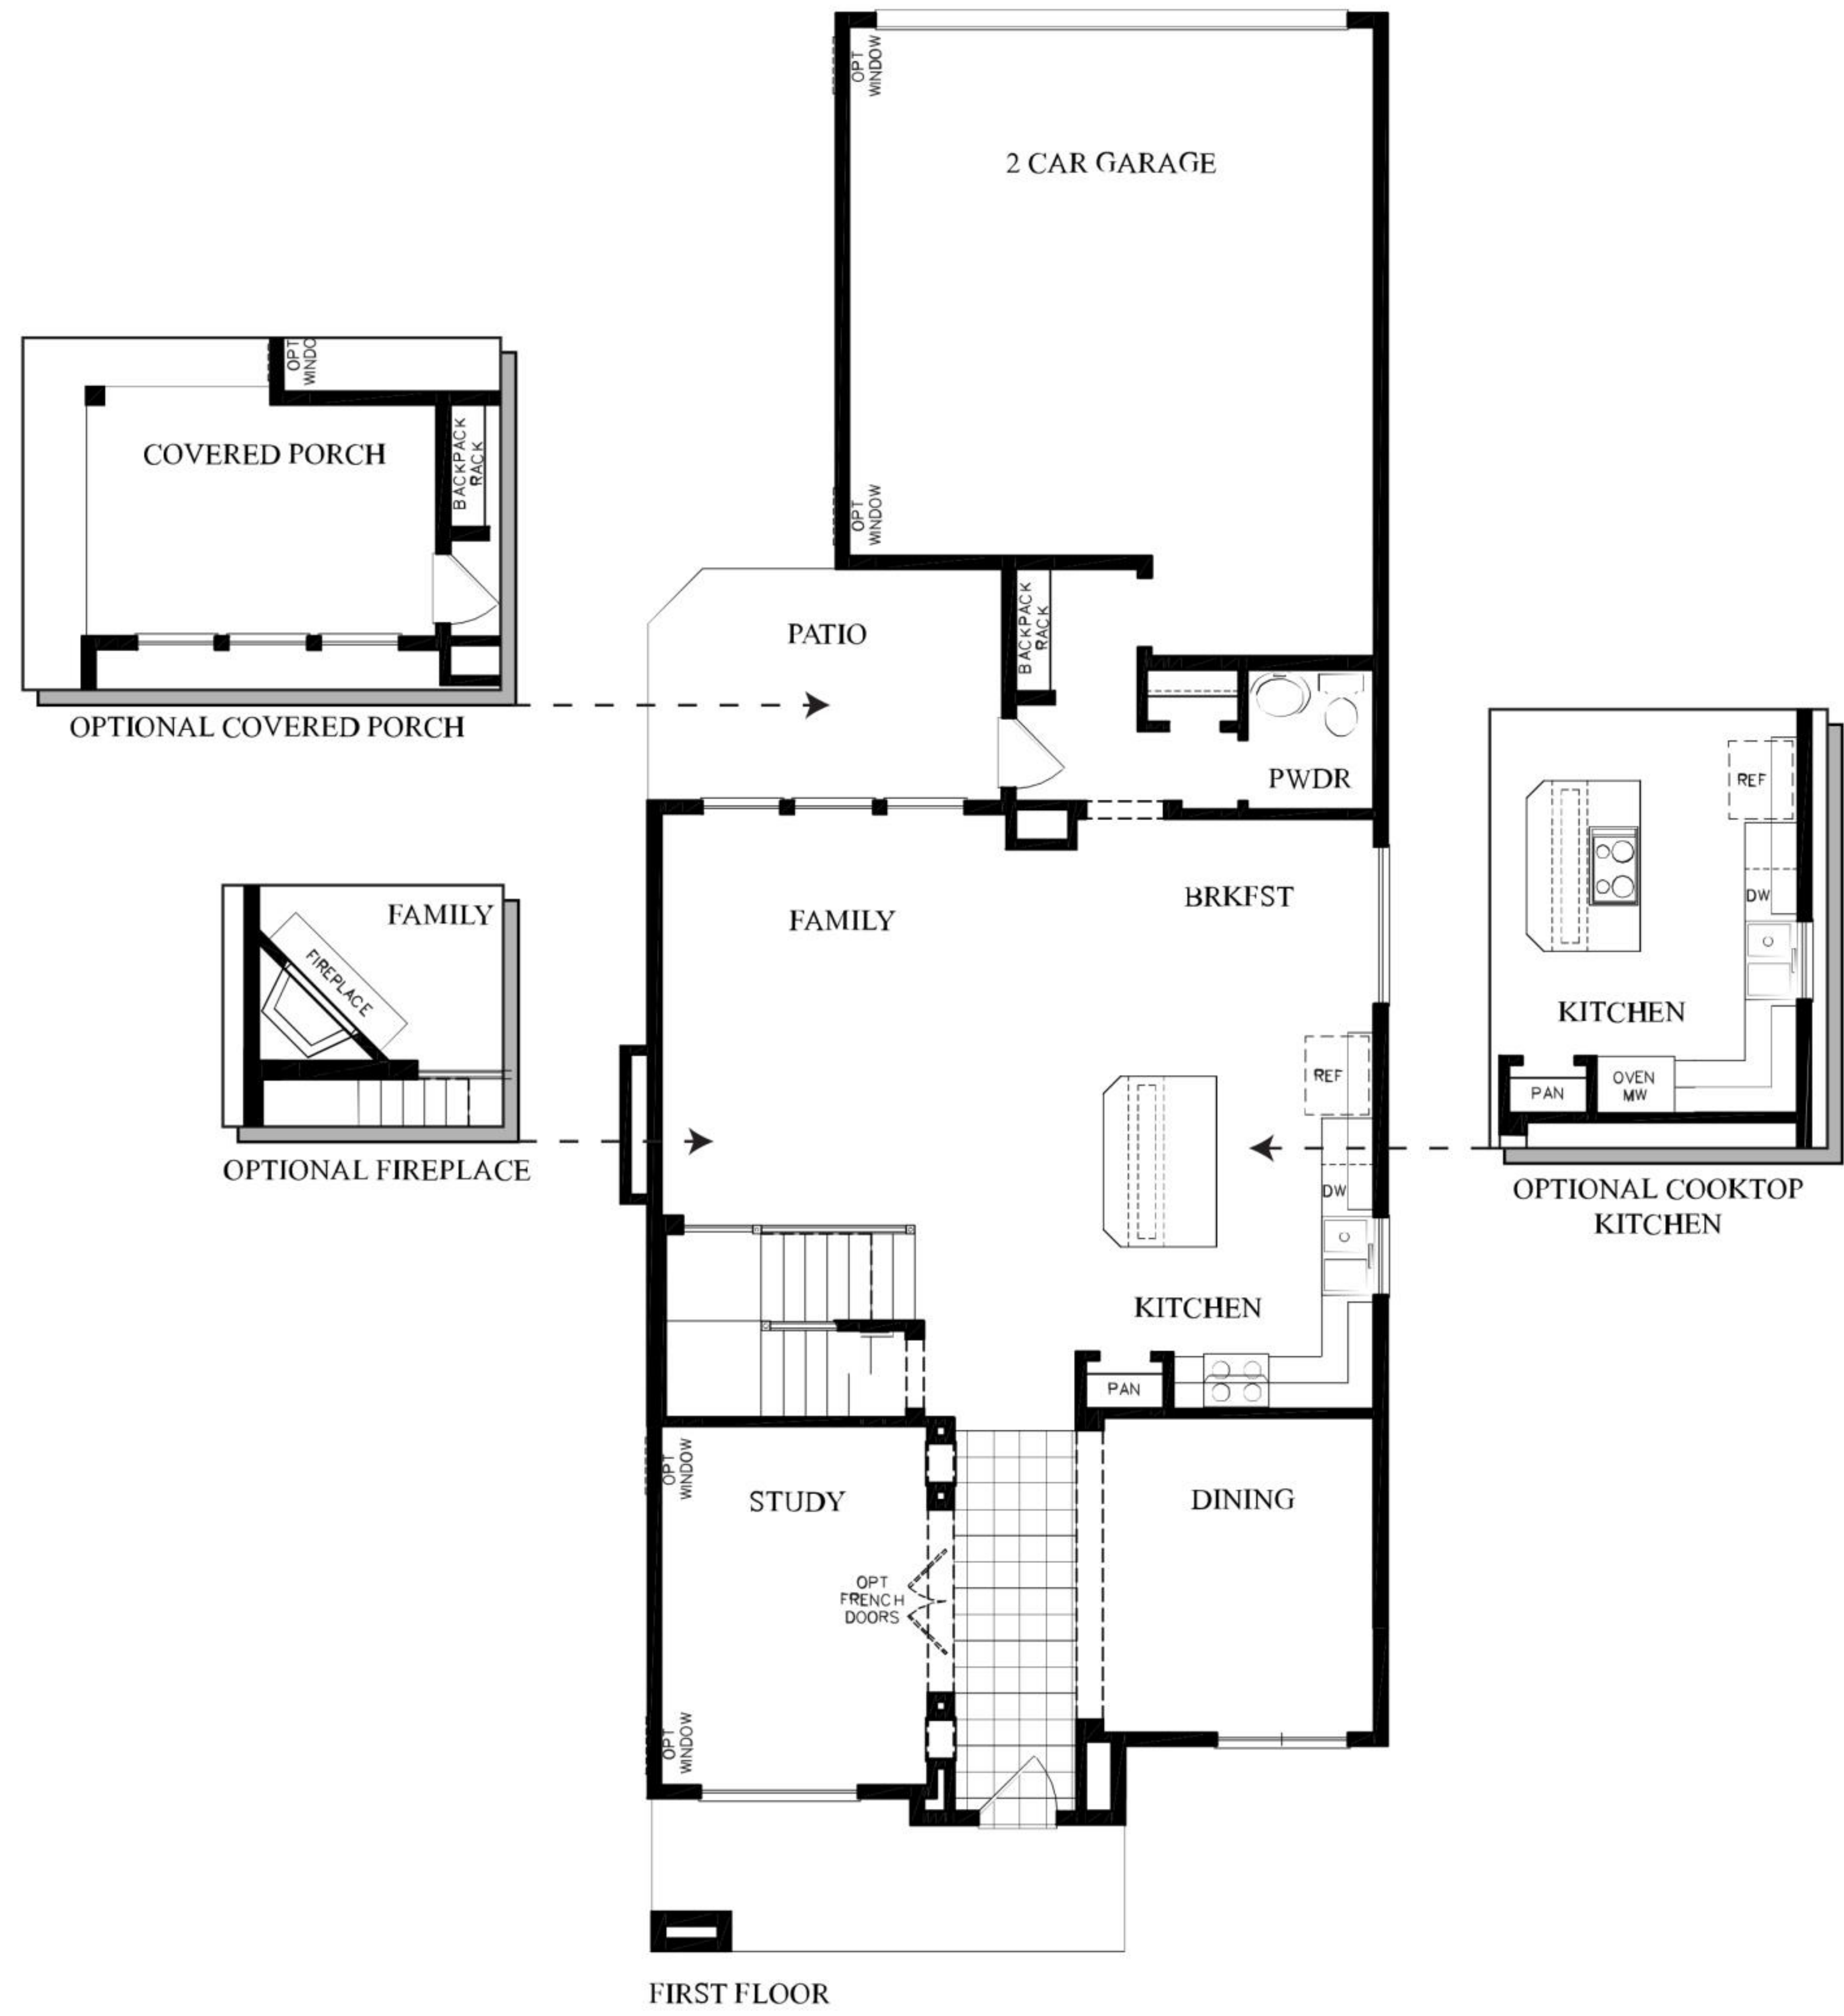 OPT
WINDOW
2 CAR GARAGE
OPT
WINDO
COVERED PORCH
BACKPACK
RACK
OPTIONAL COVERED PORCH
OPT
WINDOW
PATIO
BACKPACK
RACK
PWDR
FAMILY
BRKFST
FAMILY
FIREPLACE
OPTIONAL FIREPLACE
REF
DW
KITCHEN
PAN
OVEN
MW
OPTIONAL COOKTOP
KITCHEN
REF
DW
KITCHEN
PAN
OPT
WINDOW
STUDY
DINING
OPT
FRENCH
DOORS
OPT
WINDOW
FIRST FLOOR